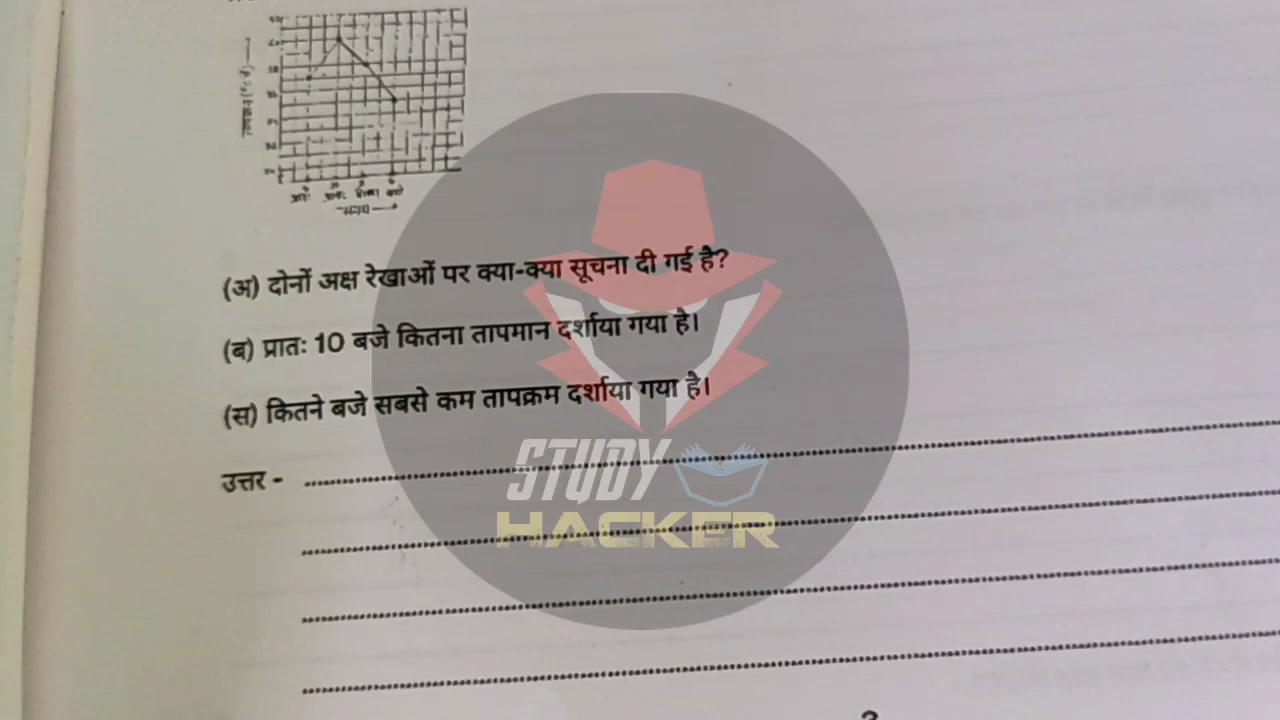 समय
(अ) दोनों अक्ष रेखाओं पर क्या-क्या सूचना दी गई है?
(ब) प्रातः 10 बजे कितना तापमान दर्शाया गया है।
(स) कितने बजे सबसे कम तापक्रम दर्शाया गया है।
उत्तर -
STUDY
HACKER